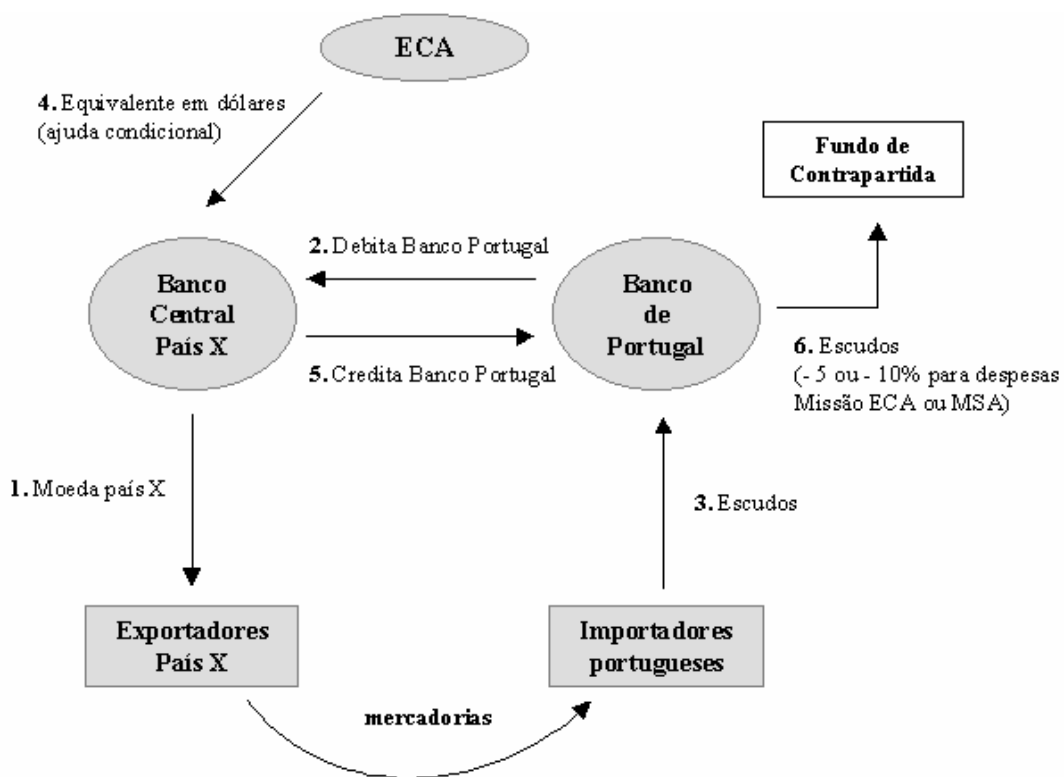 ECA
4. Equivalente em dólares
(ajuda condicional)
Fundo de
Contrapartida
2. Debita Banco Portugal
Banco
Central
País X
Banco
de
Portugal
5. Credita Banco Portugal
6. Escudos
(- 5 ou - 10% para despesas
Missão ECA ou MSA)
1. Moeda país X
3. Escudos
Exportadores
País X
Importadores
portugueses
mercadorias